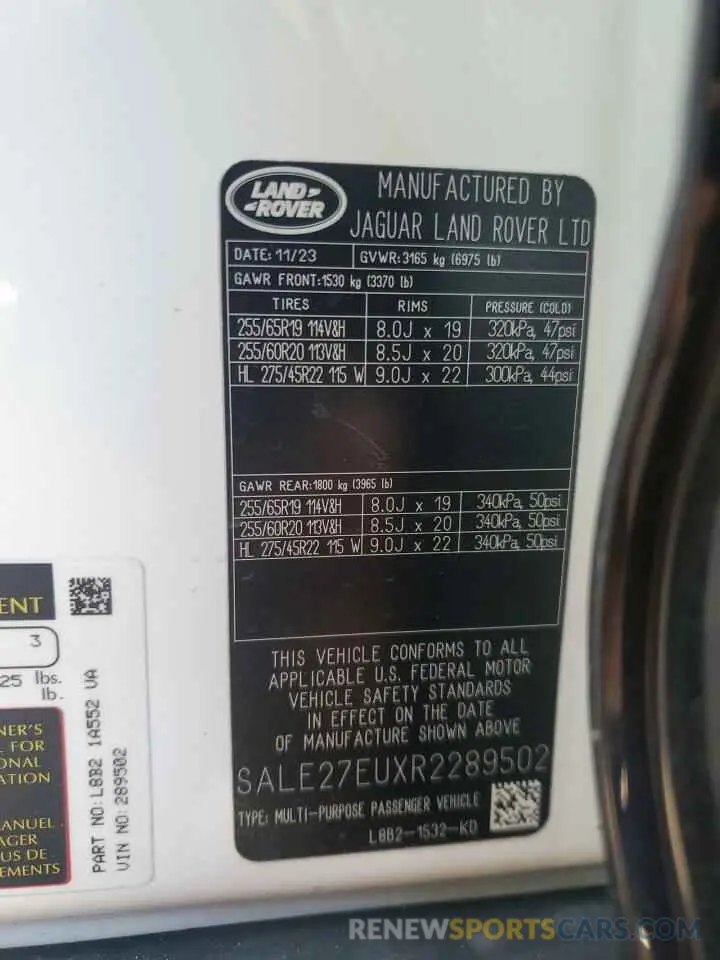 LAND ROVER
MANUFACTURED BY
JAGUAR LAND ROVER LTD
DATE: 11/23 GVWR:3165 kg (6975 lb)
GAWR FRONT:1530 kg (3370 lb)
TIRES RIMS PRESSURE (COLD)
255/65R19 114V&H 8.0J x 19 320kPa, 47psi
255/60R20 113V&H 8.5J x 20 320kPa, 47psi
HL 275/45R22 115 W 9.0J x 22 300kPa, 44psi
GAWR REAR:1800 kg (3965 lb)
255/65R19 114V&H 8.0J x 19 340kPa, 50psi
255/60R20 113V&H 8.5J x 20 340kPa, 50psi
HL 275/45R22 115 W 9.0J x 22 340kPa, 50psi
THIS VEHICLE CONFORMS TO ALL
APPLICABLE U.S. FEDERAL MOTOR
VEHICLE SAFETY STANDARDS
IN EFFECT ON THE DATE
OF MANUFACTURE SHOWN ABOVE
SALE27EUXR2289502
TYPE: MULTI-PURPOSE PASSENGER VEHICLE
L8B2-1532-KD
ENT
3
25 lbs.
lb.
NER'S
L FOR
ONAL
ATION
ANUEL
AGER
US DE
EMENTS
PART NO:L8B2 1A552 VA
VIN NO:289502
RENEWSPORTSCARS.COM